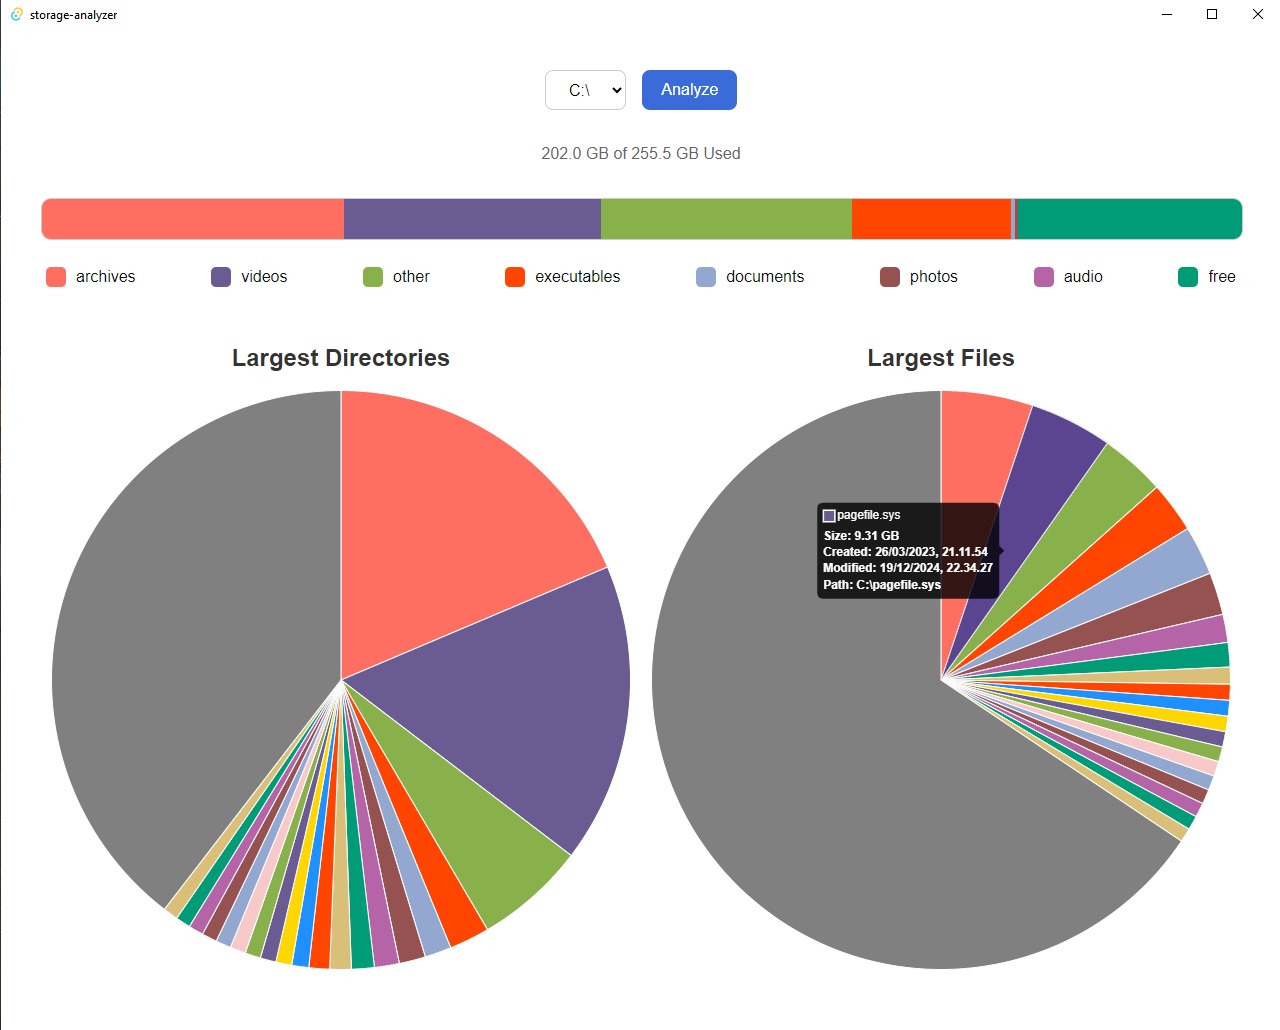 storage-analyzer
C:\
Analyze
202.0 GB of 255.5 GB Used
archives
videos
other
executables
documents
photos
audio
free
Largest Directories
Largest Files
pagefile.sys
Size: 9.31 GB
Created: 26/03/2023, 21.11.54
Modified: 19/12/2024, 22.34.27
Path: C:\pagefile.sys